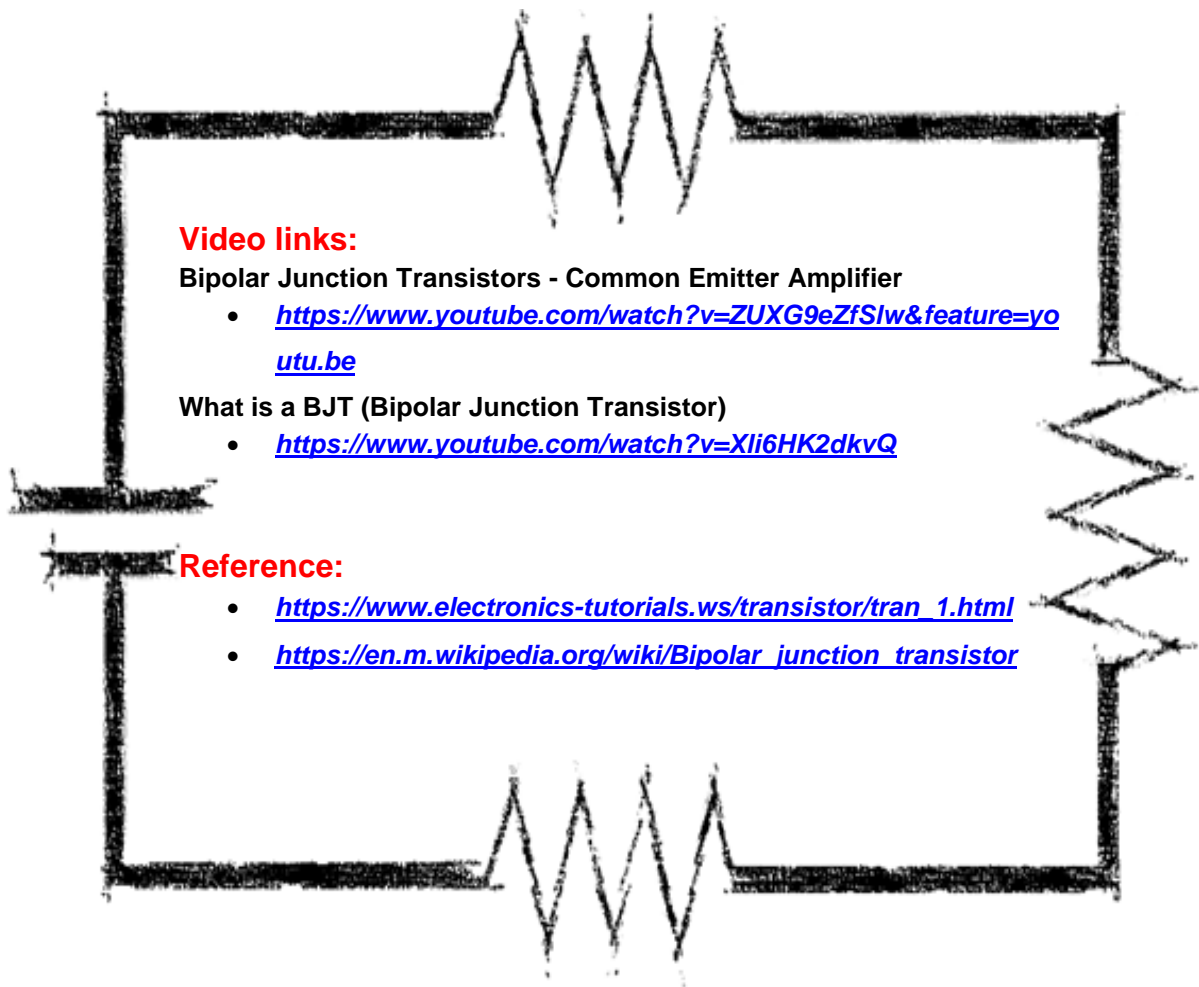 Video links:
Bipolar Junction Transistors - Common Emitter Amplifier
• https://www.youtube.com/watch?v=ZUXG9eZfSlw&feature=yo
utu.be
What is a BJT (Bipolar Junction Transistor)
• https://www.youtube.com/watch?v=Xli6HK2dkvQ
Reference:
• https://www.electronics-tutorials.ws/transistor/tran_1.html
• https://en.m.wikipedia.org/wiki/Bipolar_junction_transistor